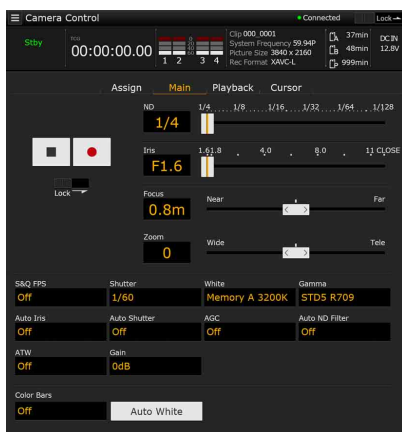 Camera Control
Connected
Lock
Stby
TCG
00:00:00.00
0
20
40
1 2 3 4
Clip 000_0001
System Frequency 59.94P
Picture Size 3840 x 2160
Rec Format XAVC-L
A 37min
B 48min
999min
DC IN
12.8V
Assign Main Playback Cursor
ND
1/4
1/4 1/8 1/16 1/32 1/64 1/128
Iris
F1.6
1.61.8 4.0 8.0 11 CLOSE
Lock
Focus
0.8m
Near Far
Zoom
0
Wide Tele
S&Q FPS Shutter White Gamma
Off 1/60 Memory A 3200K STD5 R709
Auto Iris Auto Shutter AGC Auto ND Filter
Off Off Off Off
ATW Gain
Off 0dB
Color Bars
Off Auto White